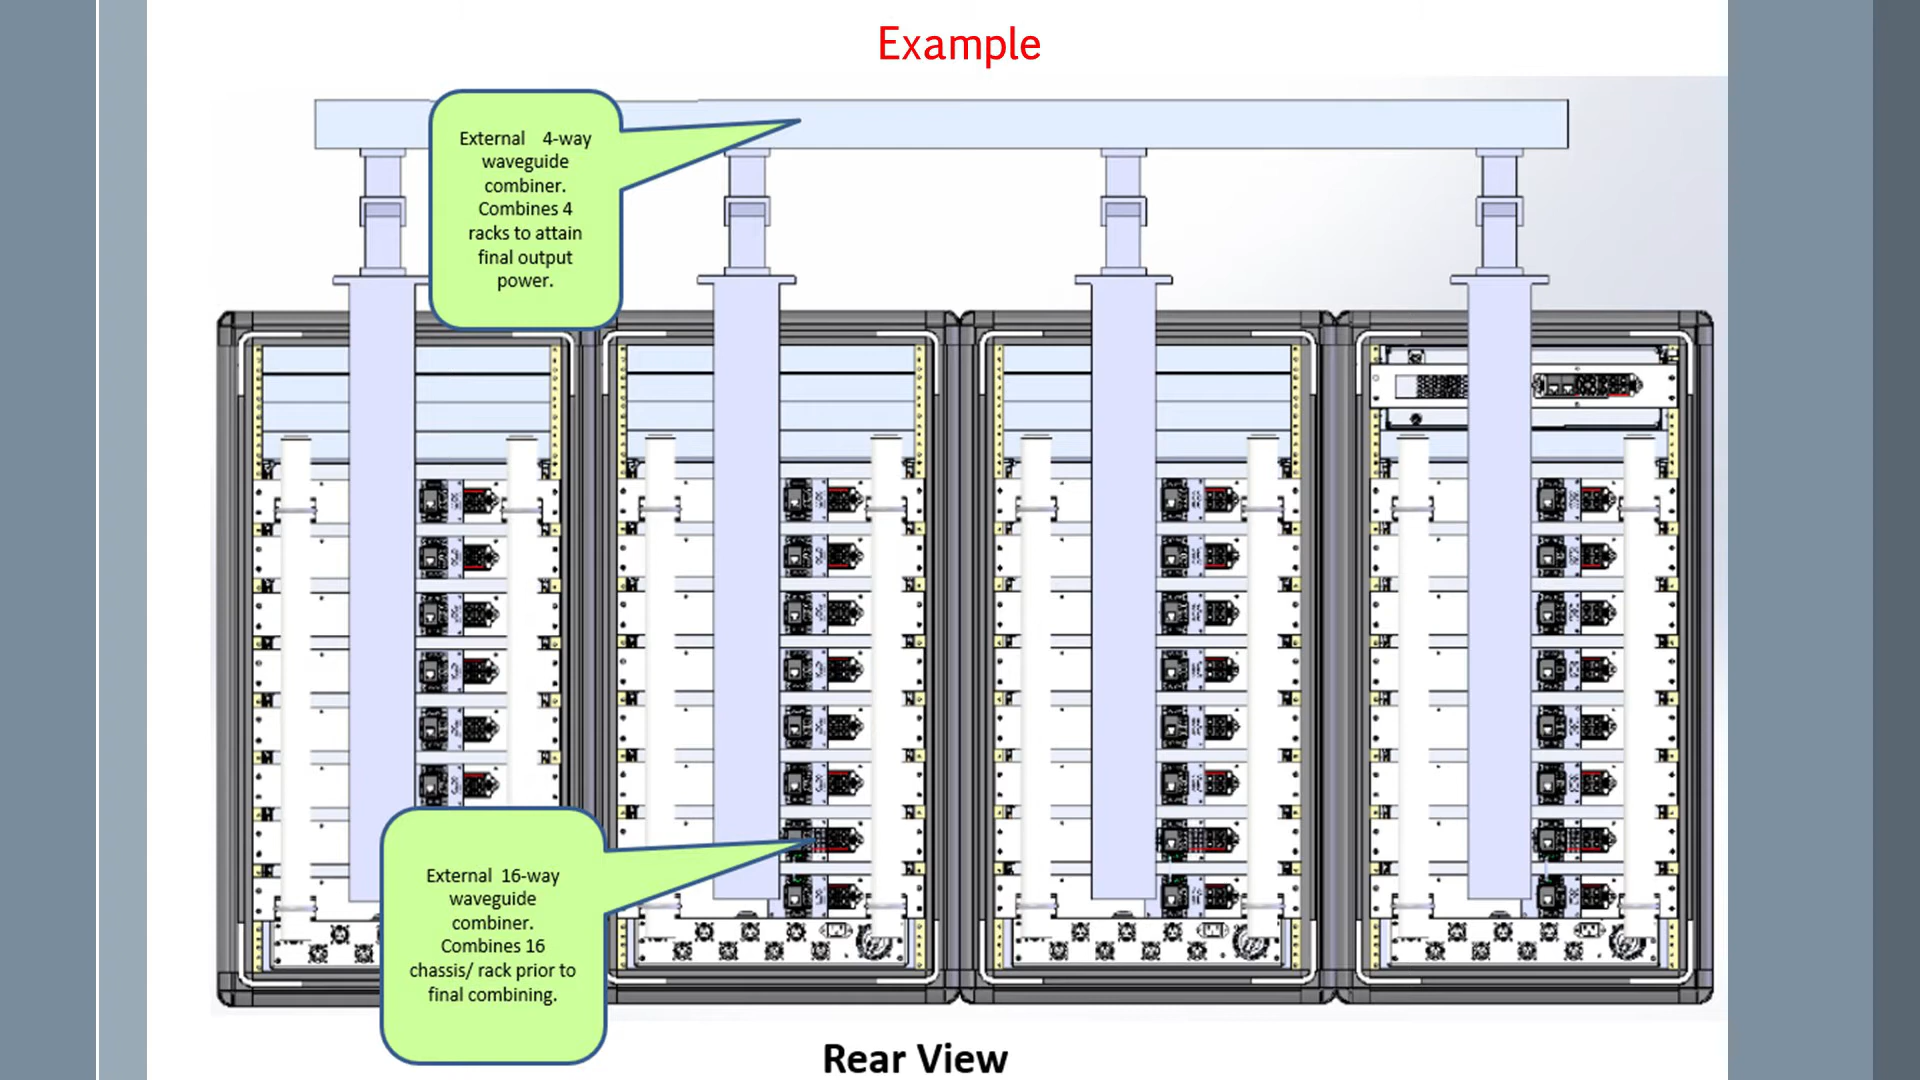 Example
External 4-way
waveguide
combiner.
Combines 4
racks to attain
final output
power.
External 16-way
waveguide
combiner.
Combines 16
chassis/ rack prior to
final combining.
Rear View